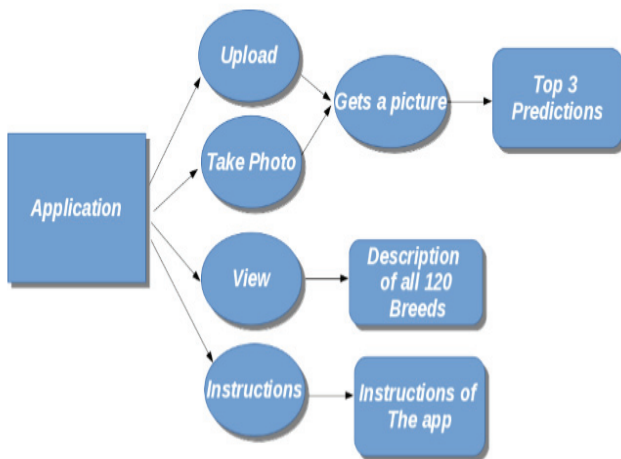 Upload
Gets a picture
Top 3
Predictions
Take Photo
Application
View
Description
of all 120
Breeds
Instructions
Instructions of
The app